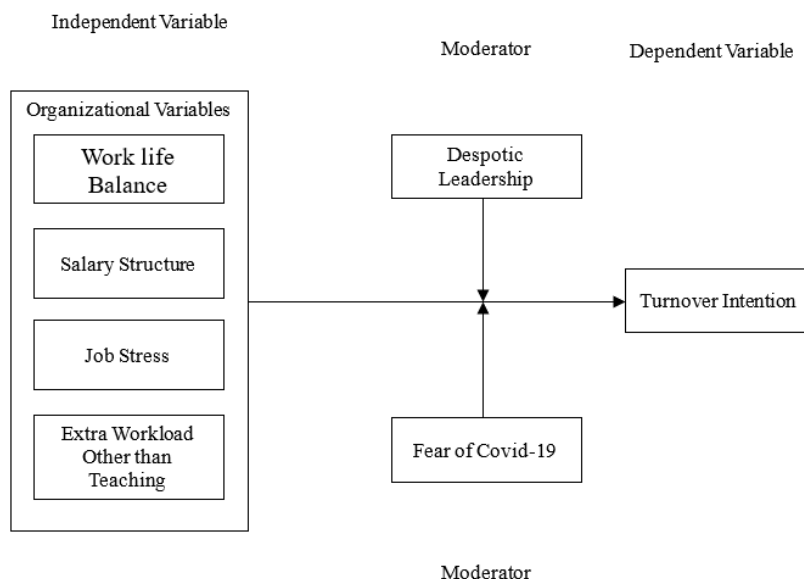 Independent Variable
Moderator
Dependent Variable
Organizational Variables
Work life
Balance
Salary Structure
Job Stress
Extra Workload
Other than
Teaching
Despotic
Leadership
Fear of Covid-19
Moderator
Turnover Intention